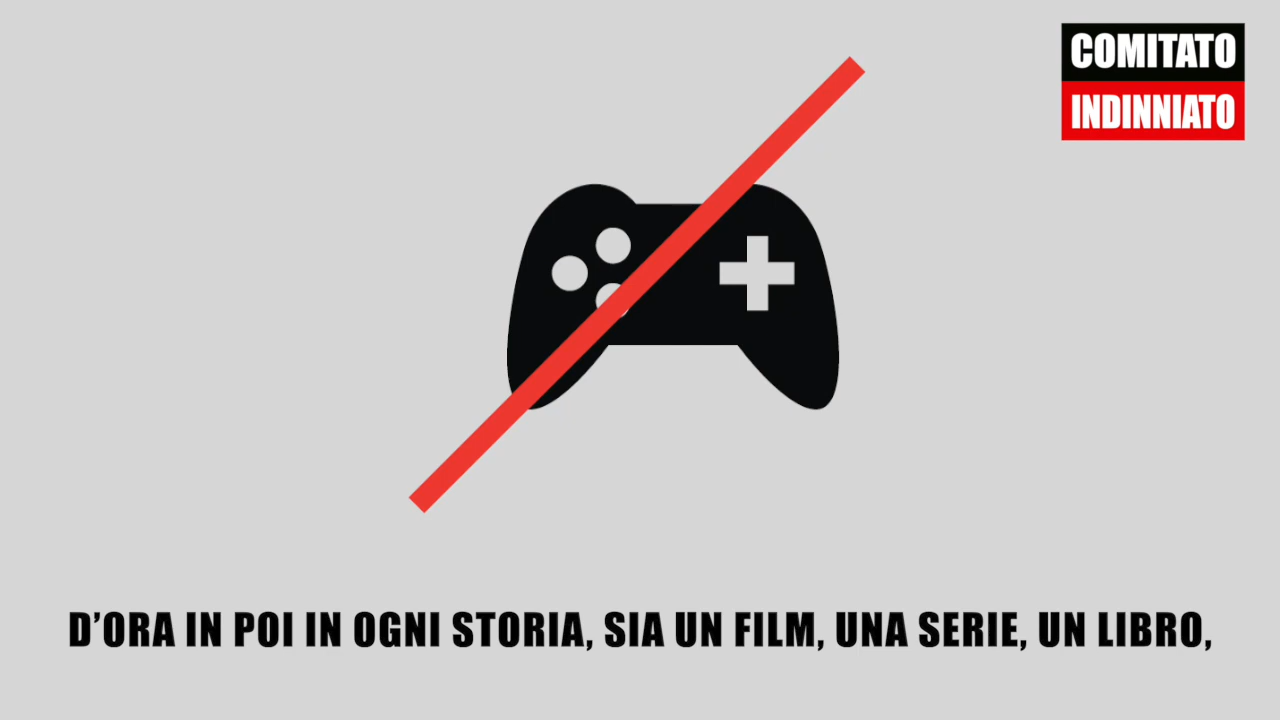 COMITATO
INDINNIATO
D'ORA IN POI IN OGNI STORIA, SIA UN FILM, UNA SERIE, UN LIBRO,